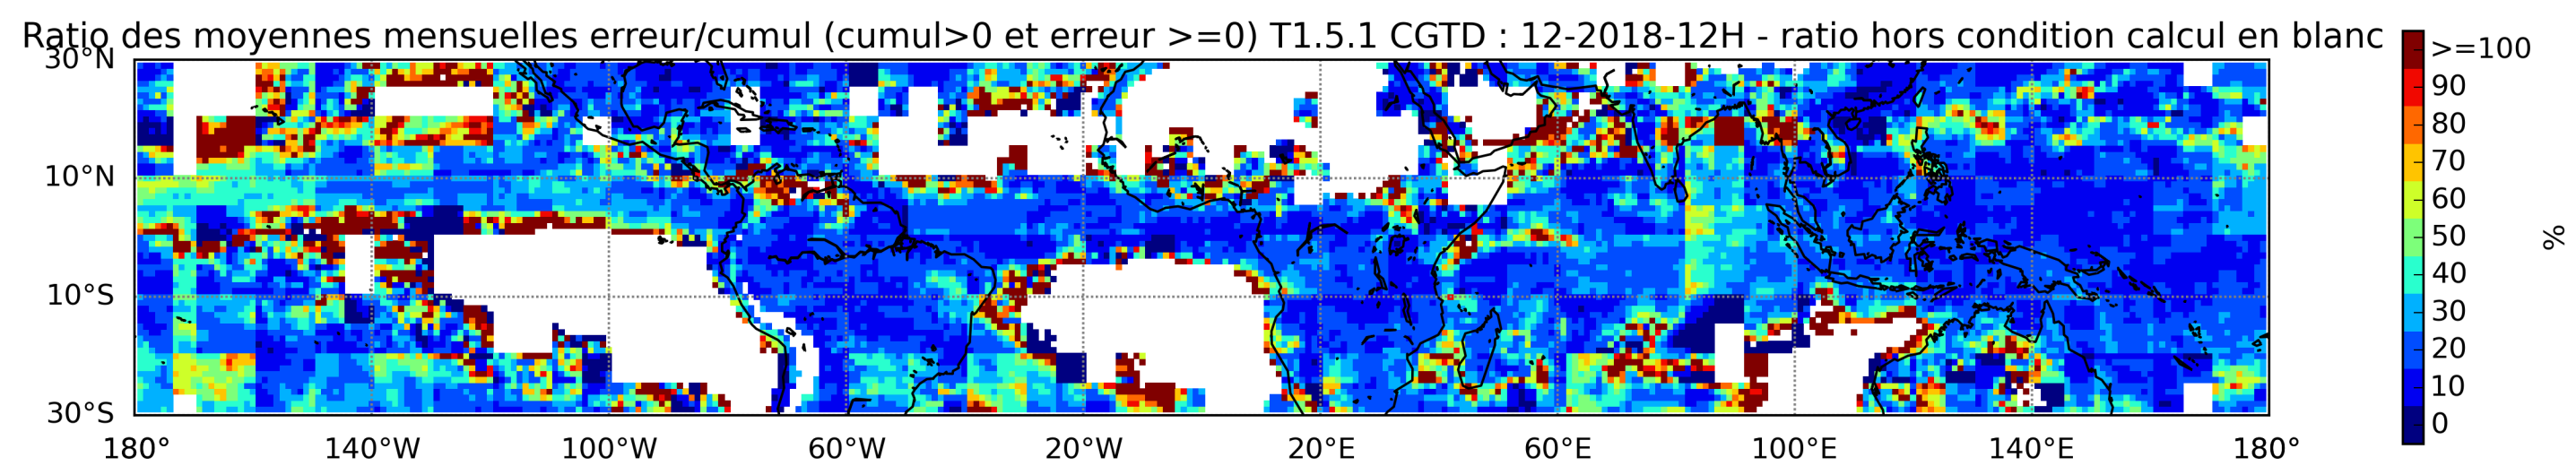 Ratio des moyennes mensuelles erreur/cumul (cumul>0 et erreur >=0) T1.5.1 CGTD : 12-2018-12H - ratio hors condition calcul en blanc
30°N
10°N
10°S
30°S
180°
140°W
100°W
60°W
20°W
20°E
60°E
100°E
140°E
180°
>=100
90
80
70
60
50
40
30
20
10
0
%